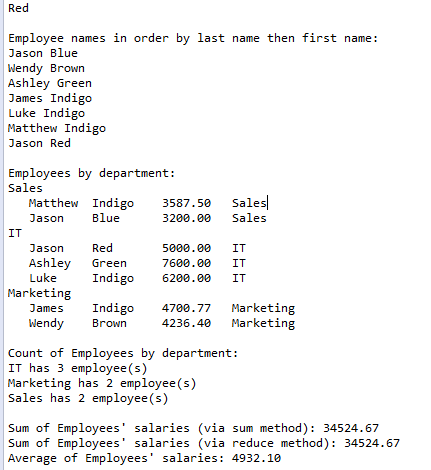 Red
Employee names in order by last name then first name:
Jason Blue
Wendy Brown
Ashley Green
James Indigo
Luke Indigo
Matthew Indigo
Jason Red
Employees by department:
Sales
Matthew Indigo 3587.50 Sales
Jason Blue 3200.00 Sales
IT
Jason Red 5000.00 IT
Ashley Green 7600.00 IT
Luke Indigo 6200.00 IT
Marketing
James Indigo 4700.77 Marketing
Wendy Brown 4236.40 Marketing
Count of Employees by department:
IT has 3 employee(s)
Marketing has 2 employee(s)
Sales has 2 employee(s)
Sum of Employees' salaries (via sum method): 34524.67
Sum of Employees' salaries (via reduce method): 34524.67
Average of Employees' salaries: 4932.10